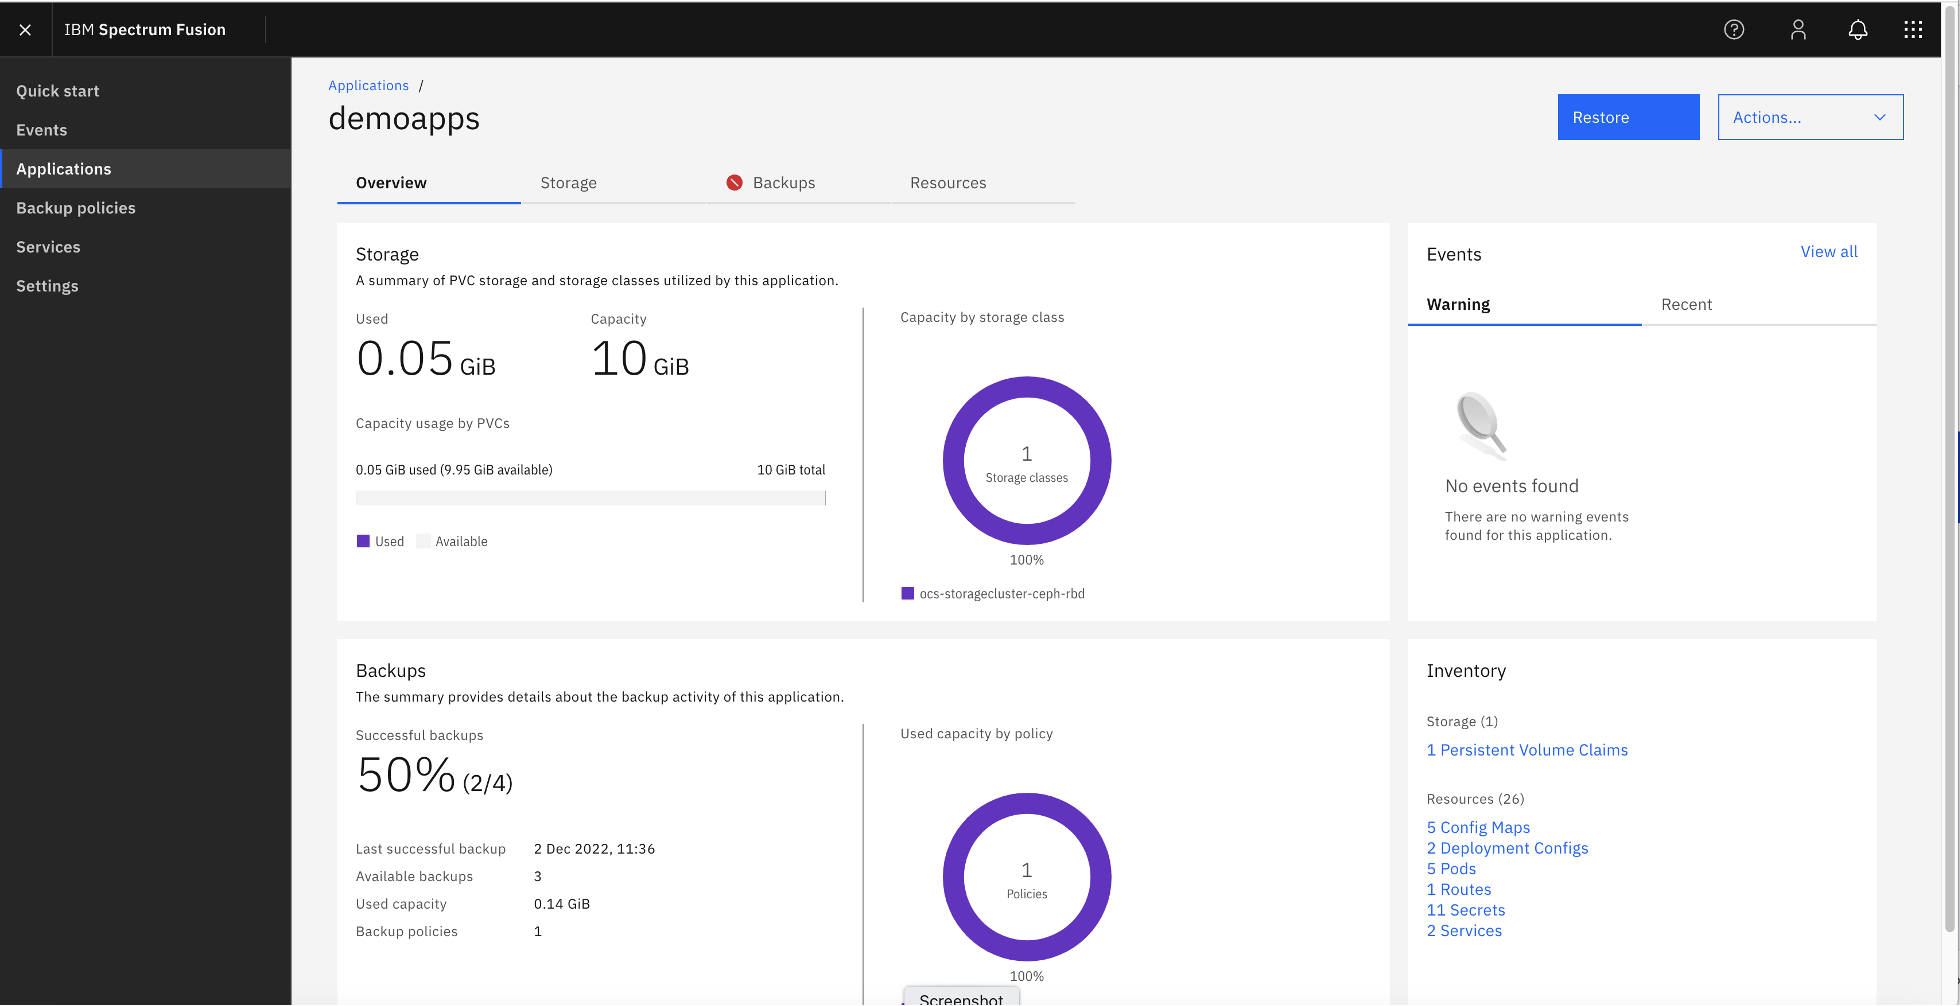 IBM Spectrum Fusion
Quick start
Events
Applications
Backup policies
Services
Settings
Applications /
demoapps
Restore
Actions...
Overview
Storage
Backups
Resources
Storage
A summary of PVC storage and storage classes utilized by this application.
Used
0.05 GiB
Capacity
10 GiB
Capacity usage by PVCs
0.05 GiB used (9.95 GiB available)
10 GiB total
Used
Available
Capacity by storage class
1
Storage classes
100%
ocs-storagecluster-ceph-rbd
Events
View all
Warning
Recent
No events found
There are no warning events
found for this application.
Backups
The summary provides details about the backup activity of this application.
Successful backups
50% (2/4)
Last successful backup 2 Dec 2022, 11:36
Available backups 3
Used capacity 0.14 GiB
Backup policies 1
Used capacity by policy
1
Policies
100%
Screenshot
Inventory
Storage (1)
1 Persistent Volume Claims
Resources (26)
5 Config Maps
2 Deployment Configs
5 Pods
1 Routes
11 Secrets
2 Services